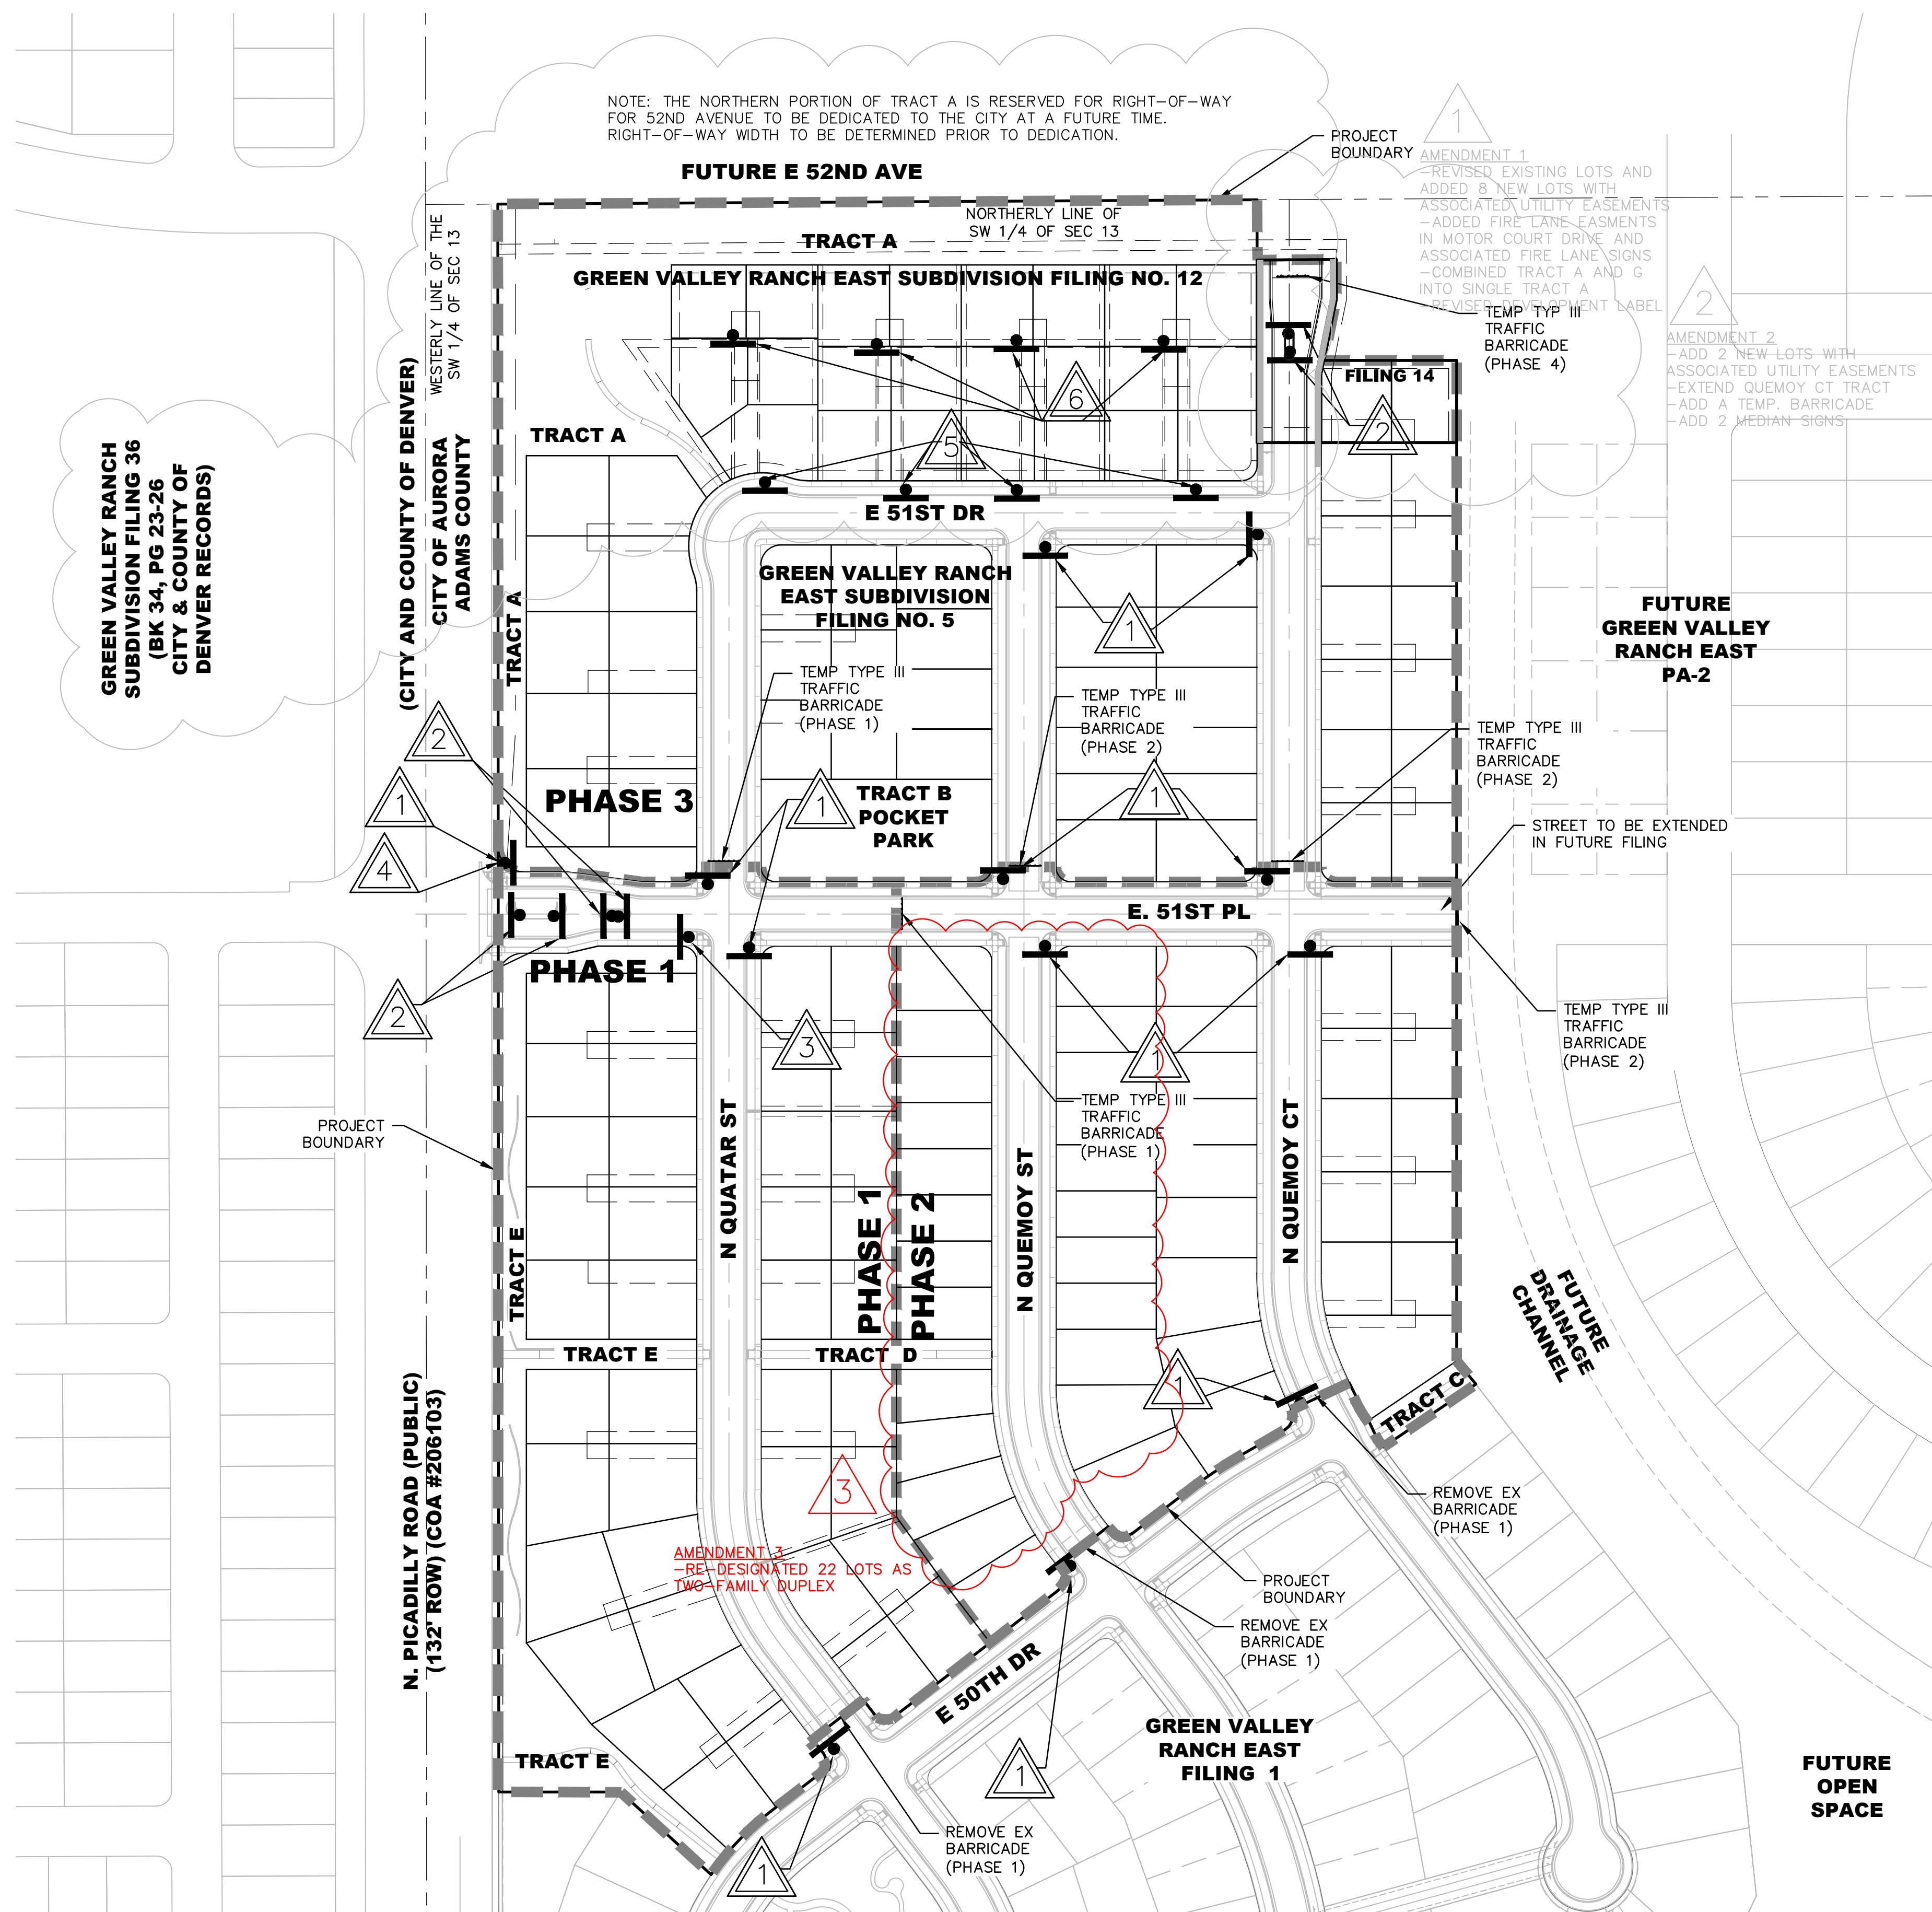 NOTE: THE NORTHERN PORTION OF TRACT A IS RESERVED FOR RIGHT-OF-WAY
FOR 52ND AVENUE TO BE DEDICATED TO THE CITY AT A FUTURE TIME.
RIGHT-OF-WAY WIDTH TO BE DETERMINED PRIOR TO DEDICATION.
PROJECT
BOUNDARY
1
AMENDMENT 1
-REVISED EXISTING LOTS AND
ADDED 8 NEW LOTS WITH
ASSOCIATED UTILITY EASEMENTS
-ADDED FIRE LANE EASMENTS
IN MOTOR COURT DRIVE AND
ASSOCIATED FIRE LANE SIGNS
-COMBINED TRACT A AND G
INTO SINGLE TRACT A
-REVISED DEVELOPMENT LABEL
2
AMENDMENT 2
-ADD 2 NEW LOTS WITH
ASSOCIATED UTILITY EASEMENTS
-EXTEND QUEMOY CT TRACT
-ADD A TEMP. BARRICADE
-ADD 2 MEDIAN SIGNS
FUTURE E 52ND AVE
NORTHERLY LINE OF
SW 1/4 OF SEC 13
WESTERLY LINE OF THE
SW 1/4 OF SEC 13
TRACT A
GREEN VALLEY RANCH EAST SUBDIVISION FILING NO. 12
TEMP TYP III
TRAFFIC
BARRICADE
(PHASE 4)
FILING 14
6
2
5
TRACT A
E 51ST DR
GREEN VALLEY RANCH
SUBDIVISION FILING 36
(BK 34, PG 23-26
CITY & COUNTY OF
DENVER RECORDS)
(CITY AND COUNTY OF DENVER)
CITY OF AURORA
ADAMS COUNTY
TRACT A
GREEN VALLEY RANCH
EAST SUBDIVISION
FILING NO. 5
1
FUTURE
GREEN VALLEY
RANCH EAST
PA-2
TEMP TYPE III
TRAFFIC
BARRICADE
(PHASE 1)
TEMP TYPE III
TRAFFIC
BARRICADE
(PHASE 2)
TEMP TYPE III
TRAFFIC
BARRICADE
(PHASE 2)
2
1
4
PHASE 3
1
TRACT B
POCKET
PARK
1
STREET TO BE EXTENDED
IN FUTURE FILING
E. 51ST PL
PHASE 1
2
3
1
TEMP TYPE III
TRAFFIC
BARRICADE
(PHASE 2)
TEMP TYPE III
TRAFFIC
BARRICADE
(PHASE 1)
PROJECT
BOUNDARY
N QUATAR ST
PHASE 1
PHASE 2
N QUEMOY ST
N QUEMOY CT
TRACT E
TRACT E
TRACT D
FUTURE
DRAINAGE
CHANNEL
TRACT C
1
N. PICADILLY ROAD (PUBLIC)
(132' ROW) (COA #206103)
3
AMENDMENT 3
-RE-DESIGNATED 22 LOTS AS
TWO-FAMILY DUPLEX
REMOVE EX
BARRICADE
(PHASE 1)
PROJECT
BOUNDARY
REMOVE EX
BARRICADE
(PHASE 1)
E 50TH DR
GREEN VALLEY
RANCH EAST
FILING 1
TRACT E
1
REMOVE EX
BARRICADE
(PHASE 1)
1
FUTURE
OPEN
SPACE